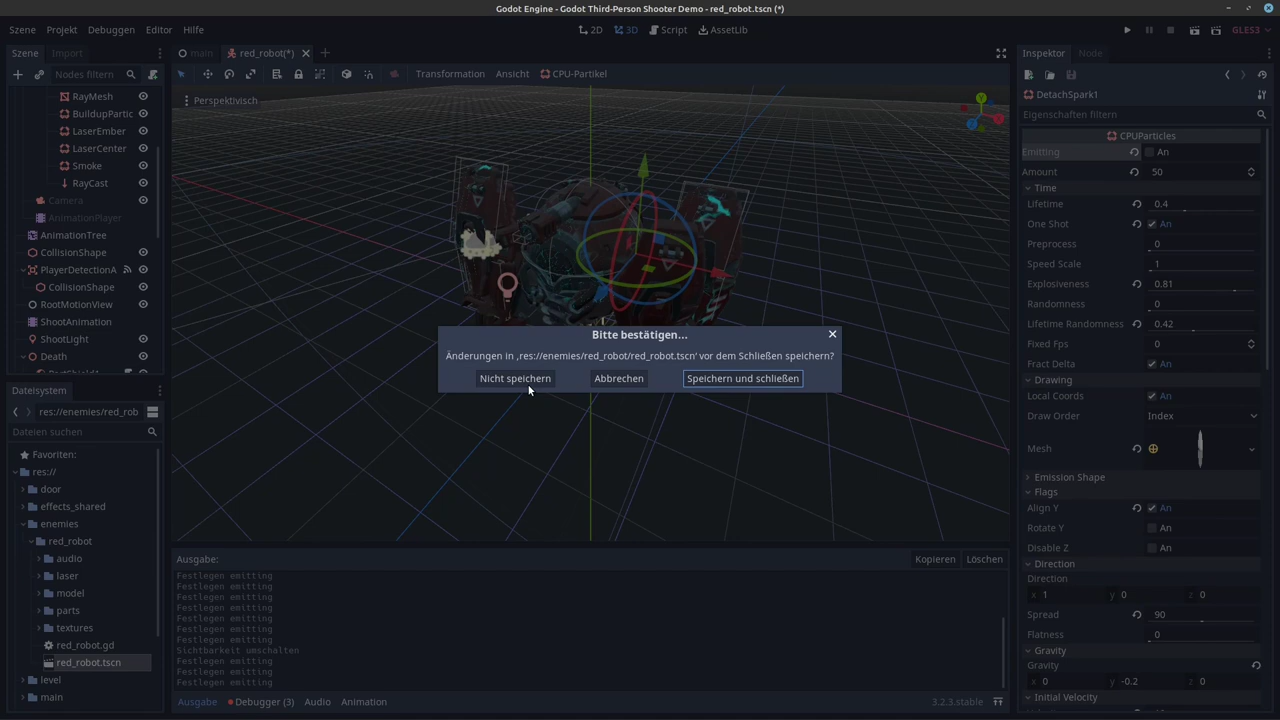 Godot Engine - Godot Third-Person Shooter Demo - red_robot.tscn (*)
Szene Projekt Debuggen Editor Hilfe
2D 3D Script AssetLib
GLES3
Szene Import
main red_robot(*)
Nodes filtern
Transformation Ansicht CPU-Partikel
Perspektivisch
RayMesh
BuildupPartic
LaserEmber
LaserCenter
Smoke
RayCast
Camera
AnimationPlayer
AnimationTree
CollisionShape
PlayerDetectionA
CollisionShape
RootMotionView
ShootAnimation
ShootLight
Death
Dateisystem
res://enemies/red_rob
Dateien suchen
Favoriten:
res://
door
effects_shared
enemies
red_robot
audio
laser
model
parts
textures
red_robot.gd
red_robot.tscn
level
main
Y
X
Z
Bitte bestätigen...
Änderungen in ‚res://enemies/red_robot/red_robot.tscn' vor dem Schließen speichern?
Nicht speichern Abbrechen Speichern und schließen
Ausgabe:
Kopieren Löschen
Festlegen emitting
Festlegen emitting
Festlegen emitting
Festlegen emitting
Festlegen emitting
Festlegen emitting
Festlegen emitting
Sichtbarkeit umschalten
Festlegen emitting
Festlegen emitting
Festlegen emitting
Ausgabe Debugger (3) Audio Animation
3.2.3.stable
Inspektor Node
DetachSpark1
Eigenschaften filtern
CPUParticles
Emitting An
Amount 50
Time
Lifetime 0.4
One Shot An
Preprocess 0
Speed Scale 1
Explosiveness 0.81
Randomness 0
Lifetime Randomness 0.42
Fixed Fps 0
Fract Delta An
Drawing
Local Coords An
Draw Order Index
Mesh
Emission Shape
Flags
Align Y An
Rotate Y An
Disable Z An
Direction
Direction
x 1 y 0 z 0
Spread 90
Flatness 0
Gravity
Gravity
x 0 y -0.2 z 0
Initial Velocity